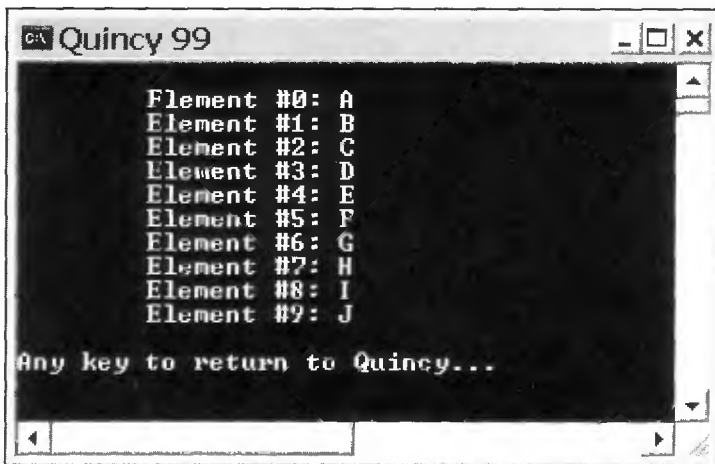 Quincy 99
Element #0: A
Element #1: B
Element #2: C
Element #3: D
Element #4: E
Element #5: F
Element #6: G
Element #7: H
Element #8: I
Element #9: J
Any key to return to Quincy...